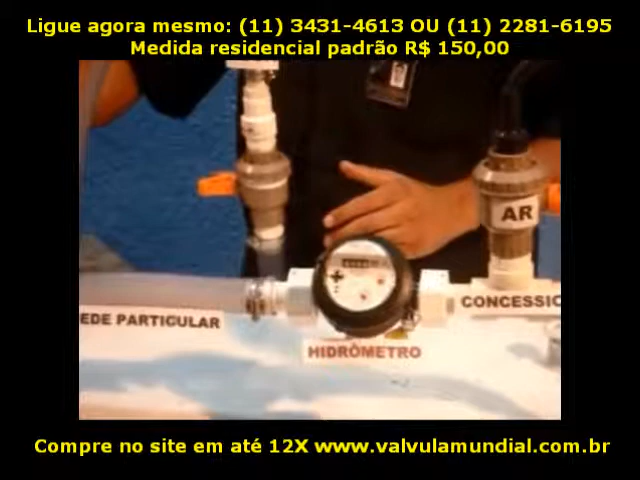 Ligue agora mesmo: (11) 3431-4613 OU (11) 2281-6195
Medida residencial padrão R$ 150,00
AR
CONCESSIO
EDE PARTICULAR
HIDRÔMETRO
Compre no site em até 12X www.valvulamundial.com.br